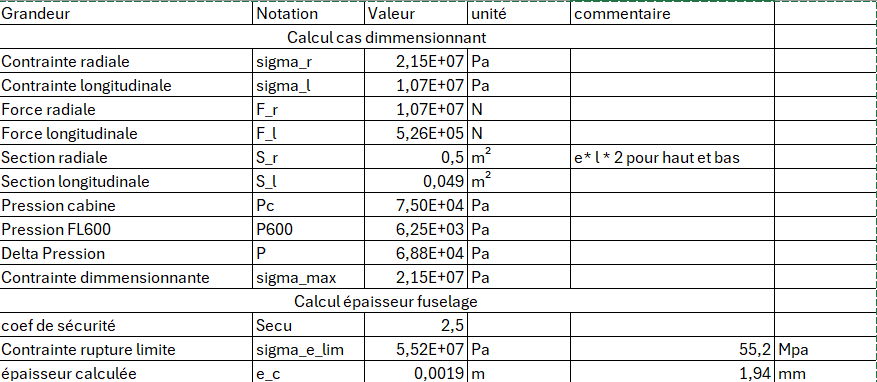 Grandeur Notation Valeur unité commentaire
Calcul cas dimmensionnant
Contrainte radiale sigma_r 2,15E+07 Pa
Contrainte longitudinale sigma_l 1,07E+07 Pa
Force radiale F_r 1,07E+07 N
Force longitudinale F_l 5,26E+05 N
Section radiale S_r 0,5 m² e* l * 2 pour haut et bas
Section longitudinale S_l 0,049 m²
Pression cabine Pc 7,50E+04 Pa
Pression FL600 P600 6,25E+03 Pa
Delta Pression P 6,88E+04 Pa
Contrainte dimmensionnante sigma_max 2,15E+07 Pa
Calcul épaisseur fuselage
coef de sécurité Secu 2,5
Contrainte rupture limite sigma_e_lim 5,52E+07 Pa 55,2 Mpa
épaisseur calculée e_c 0,0019 m 1,94 mm